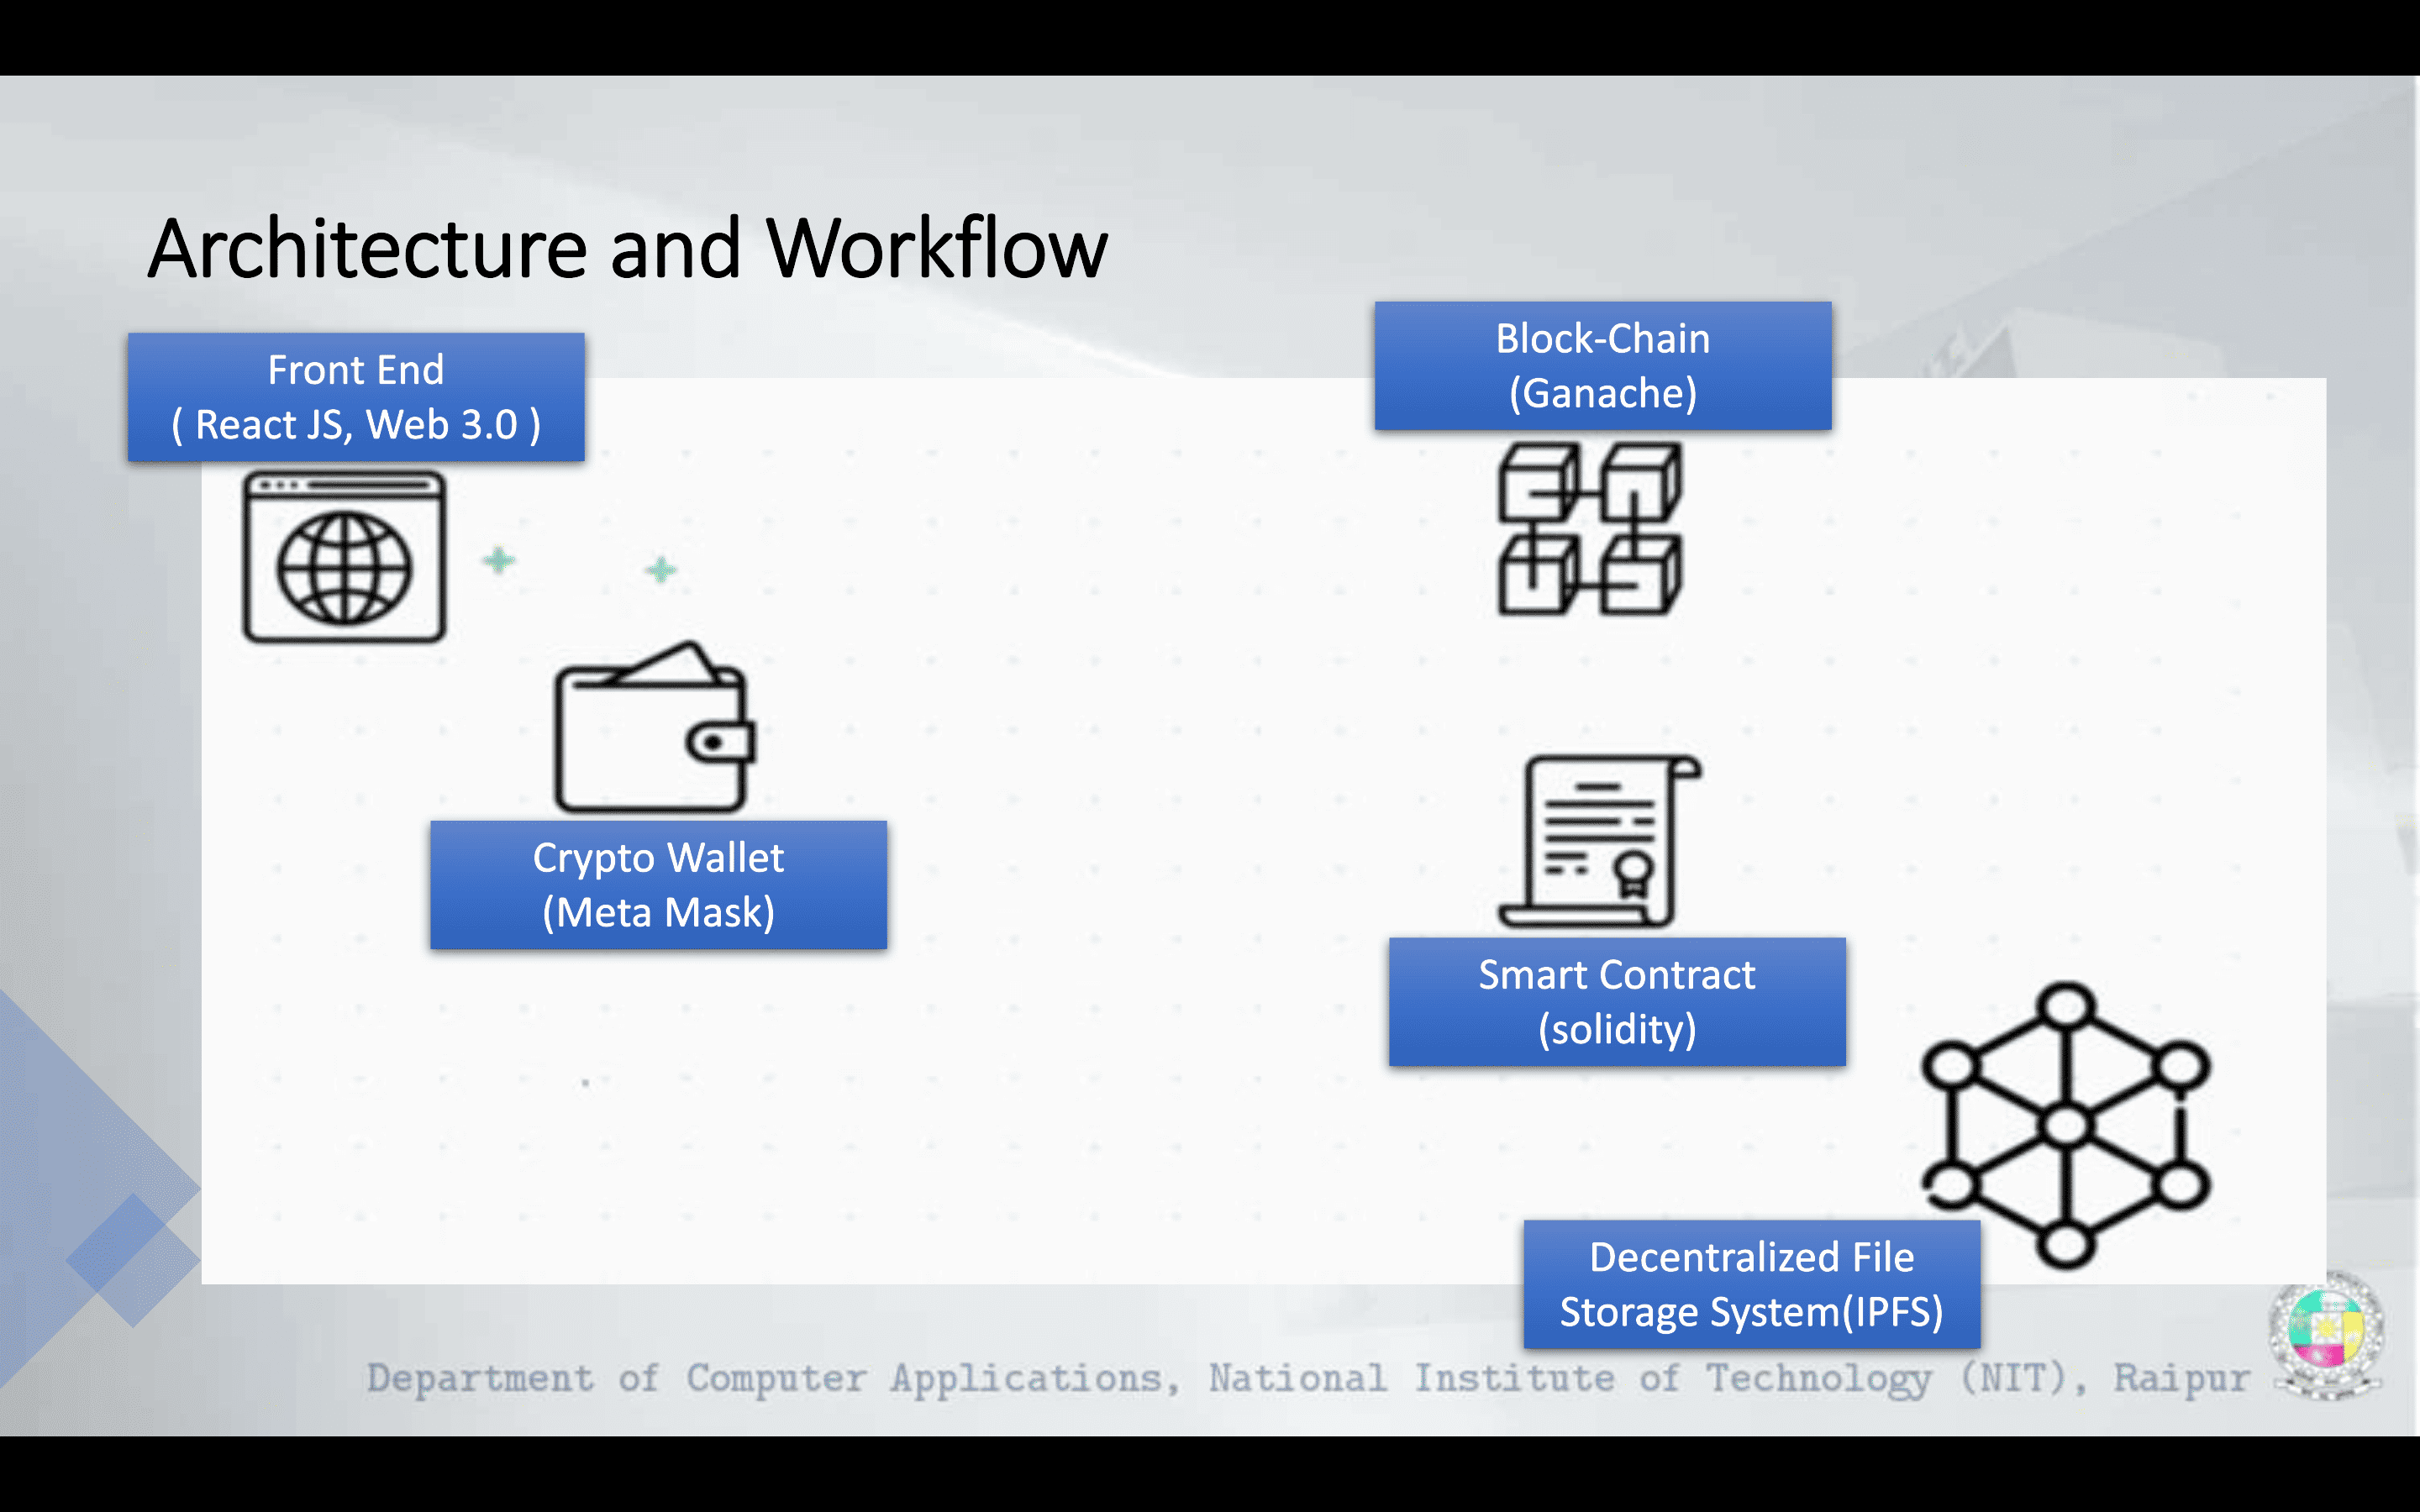 Architecture and Workflow
Front End
( React JS, Web 3.0 )
Block-Chain
(Ganache)
Crypto Wallet
(Meta Mask)
Smart Contract
(solidity)
Decentralized File
Storage System(IPFS)
Department of Computer Applications, National Institute of Technology (NIT), Raipur